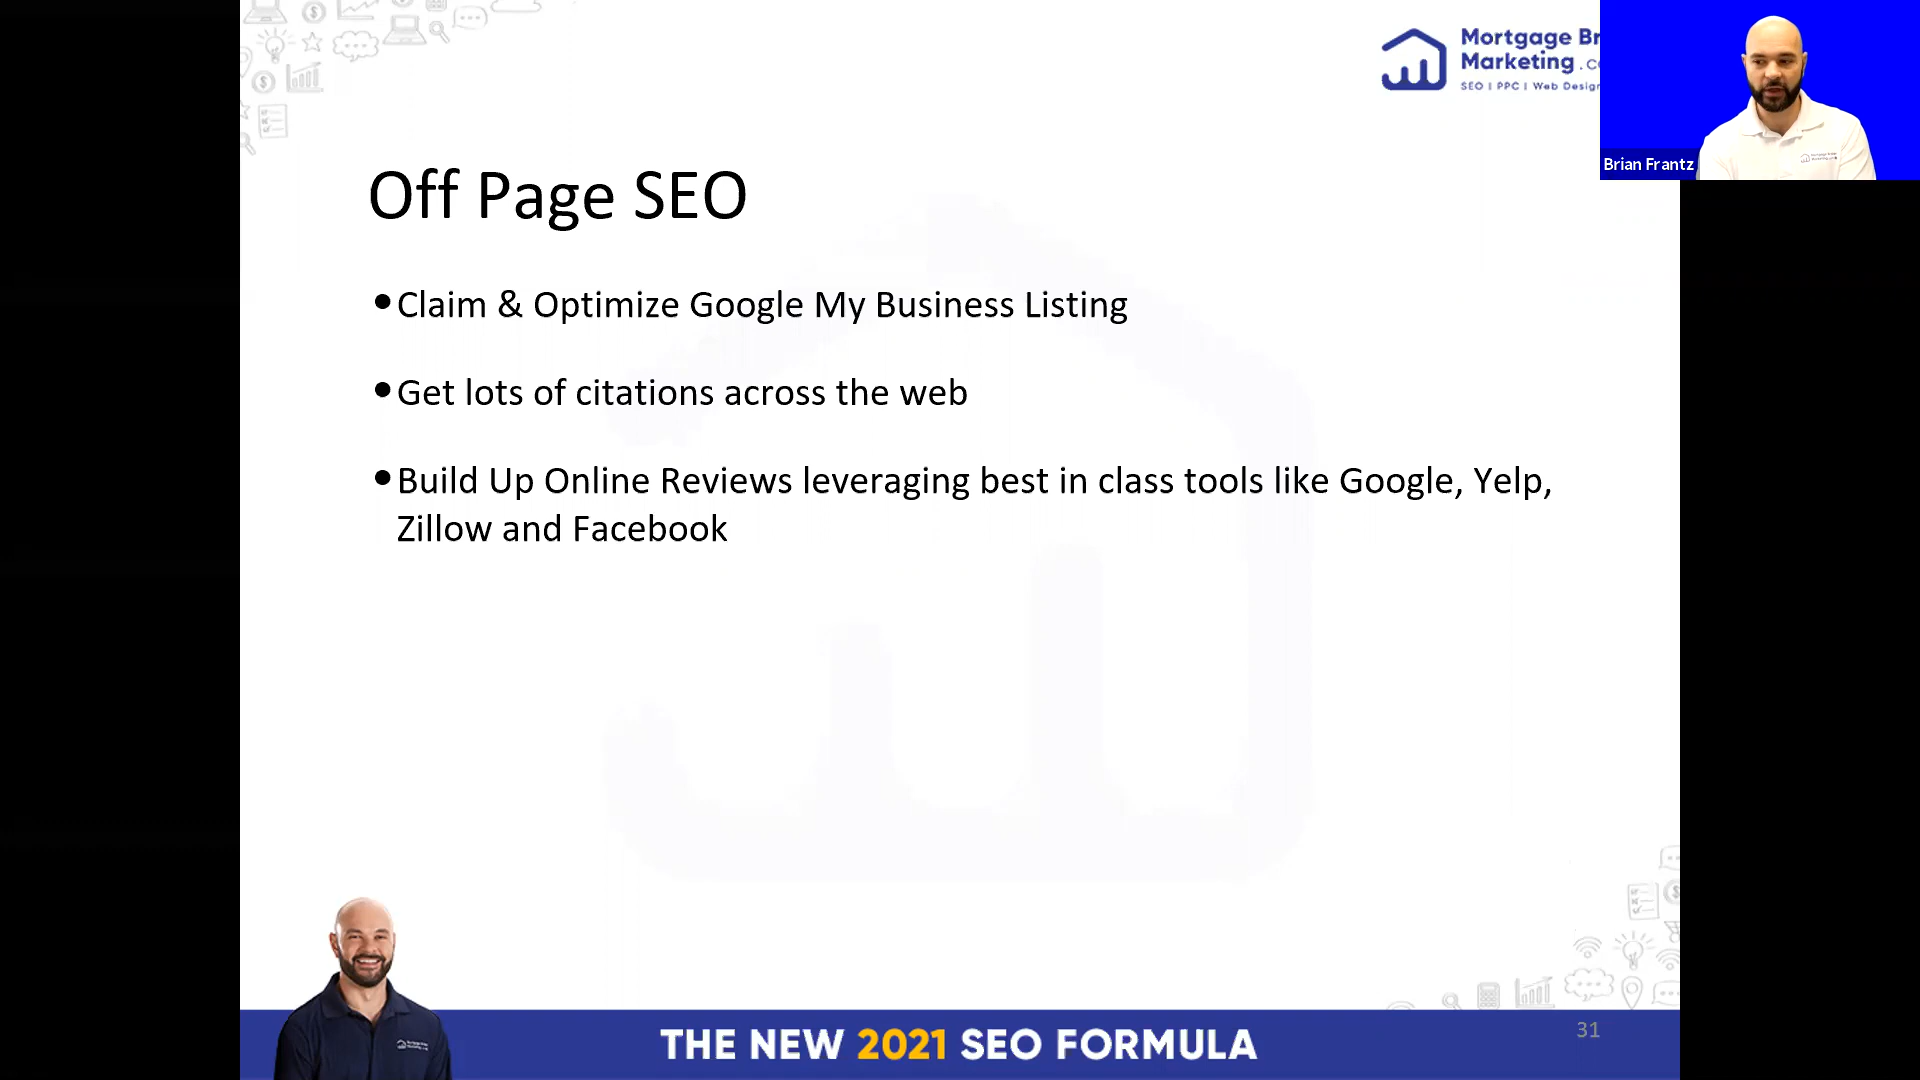 Mortgage Br
Marketing .c
SEO | PPC | Web Design
Brian Frantz
Off Page SEO
•Claim & Optimize Google My Business Listing
•Get lots of citations across the web
•Build Up Online Reviews leveraging best in class tools like Google, Yelp,
Zillow and Facebook
THE NEW 2021 SEO FORMULA
31